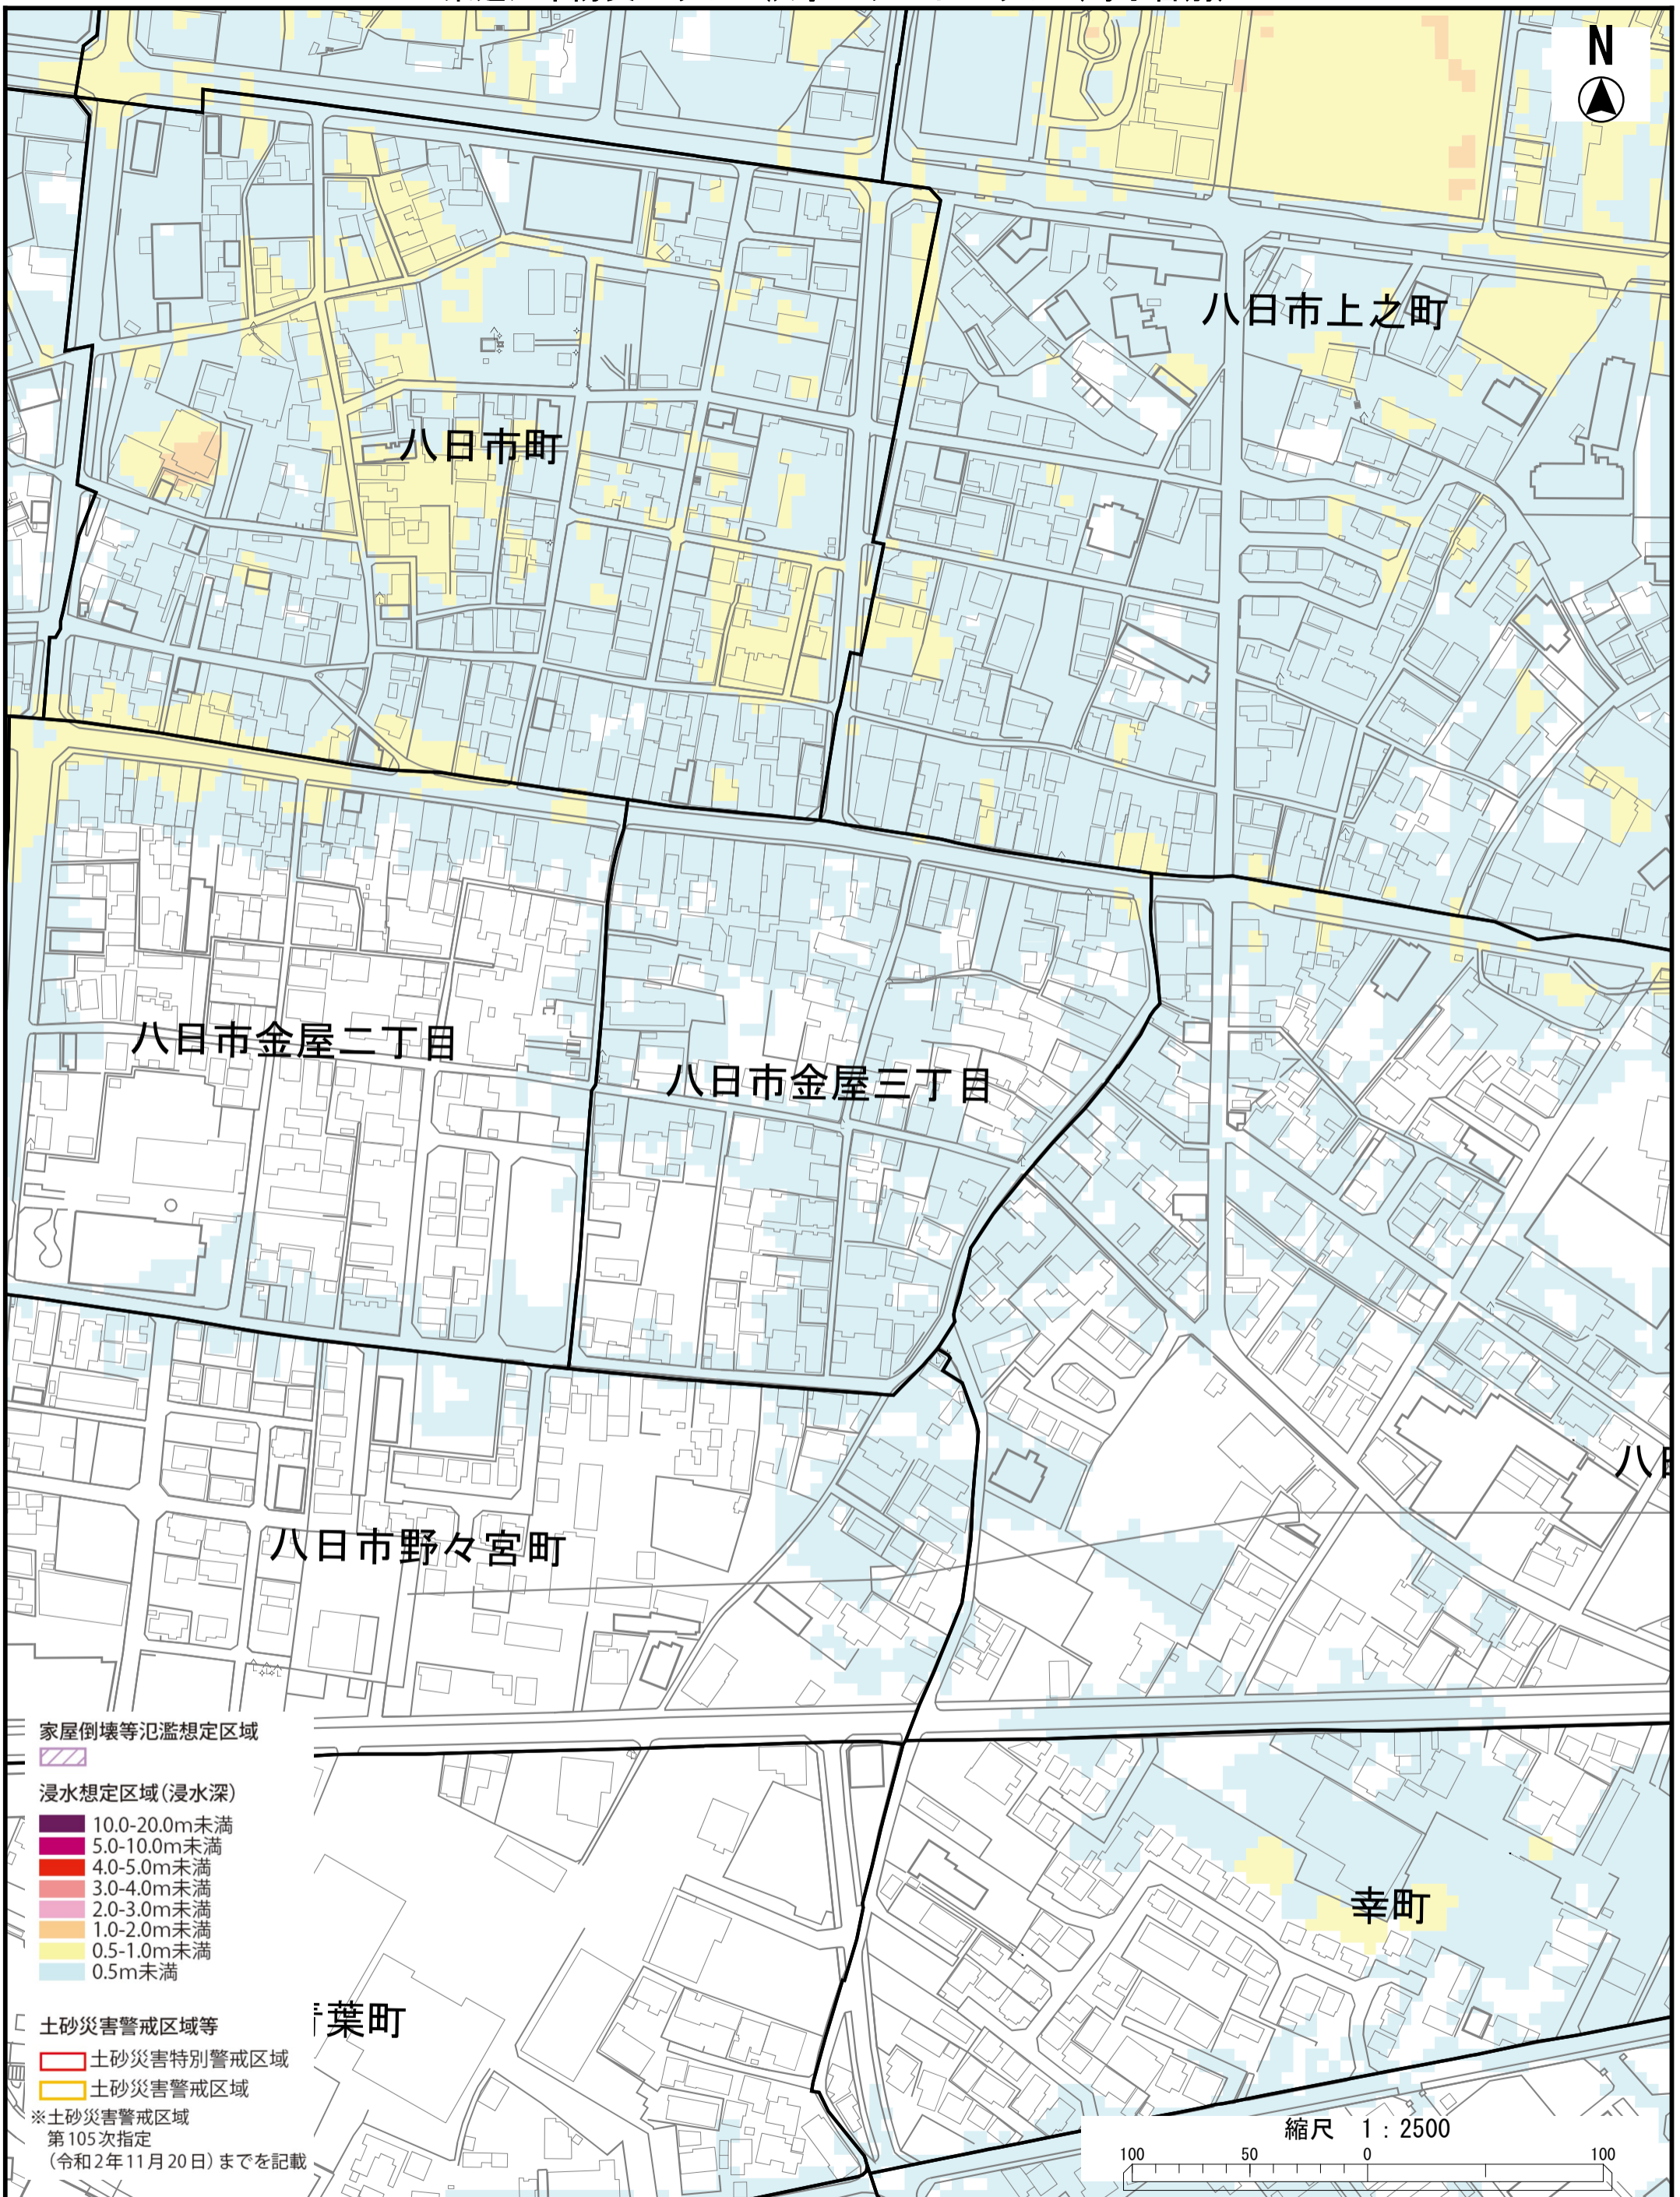 N
八日市上之町
八日市町
八日市金屋二丁目
八日市金屋三丁目
八日市野々宮町
幸町
葉町
家屋倒壊等氾濫想定区域
浸水想定区域(浸水深)
10.0-20.0m未満
5.0-10.0m未満
4.0-5.0m未満
3.0-4.0m未満
2.0-3.0m未満
1.0-2.0m未満
0.5-1.0m未満
0.5m未満
土砂災害警戒区域等
土砂災害特別警戒区域
土砂災害警戒区域
※土砂災害警戒区域
第105次指定
(令和2年11月20日)までを記載
縮尺 1:2500
100 50 0 100